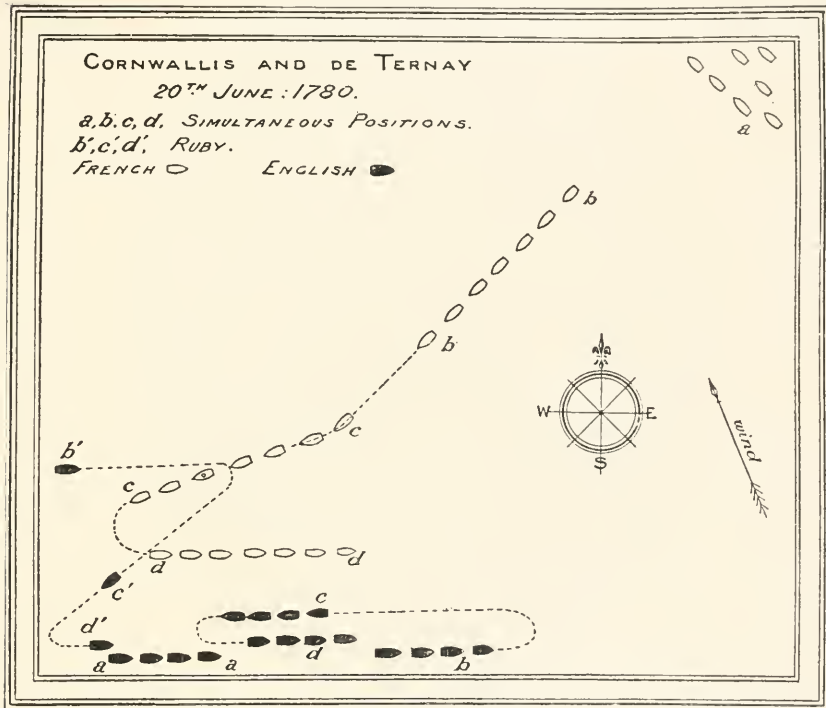 CORNWALLIS AND DE TERNAY
20TH JUNE: 1780.
a, b, c, d, SIMULTANEOUS POSITIONS.
b', c', d', RUBY.
FRENCH ENGLISH
a
b
b
W E
S
wind
c
b'
c
d d
c'
c
d'
a a d b